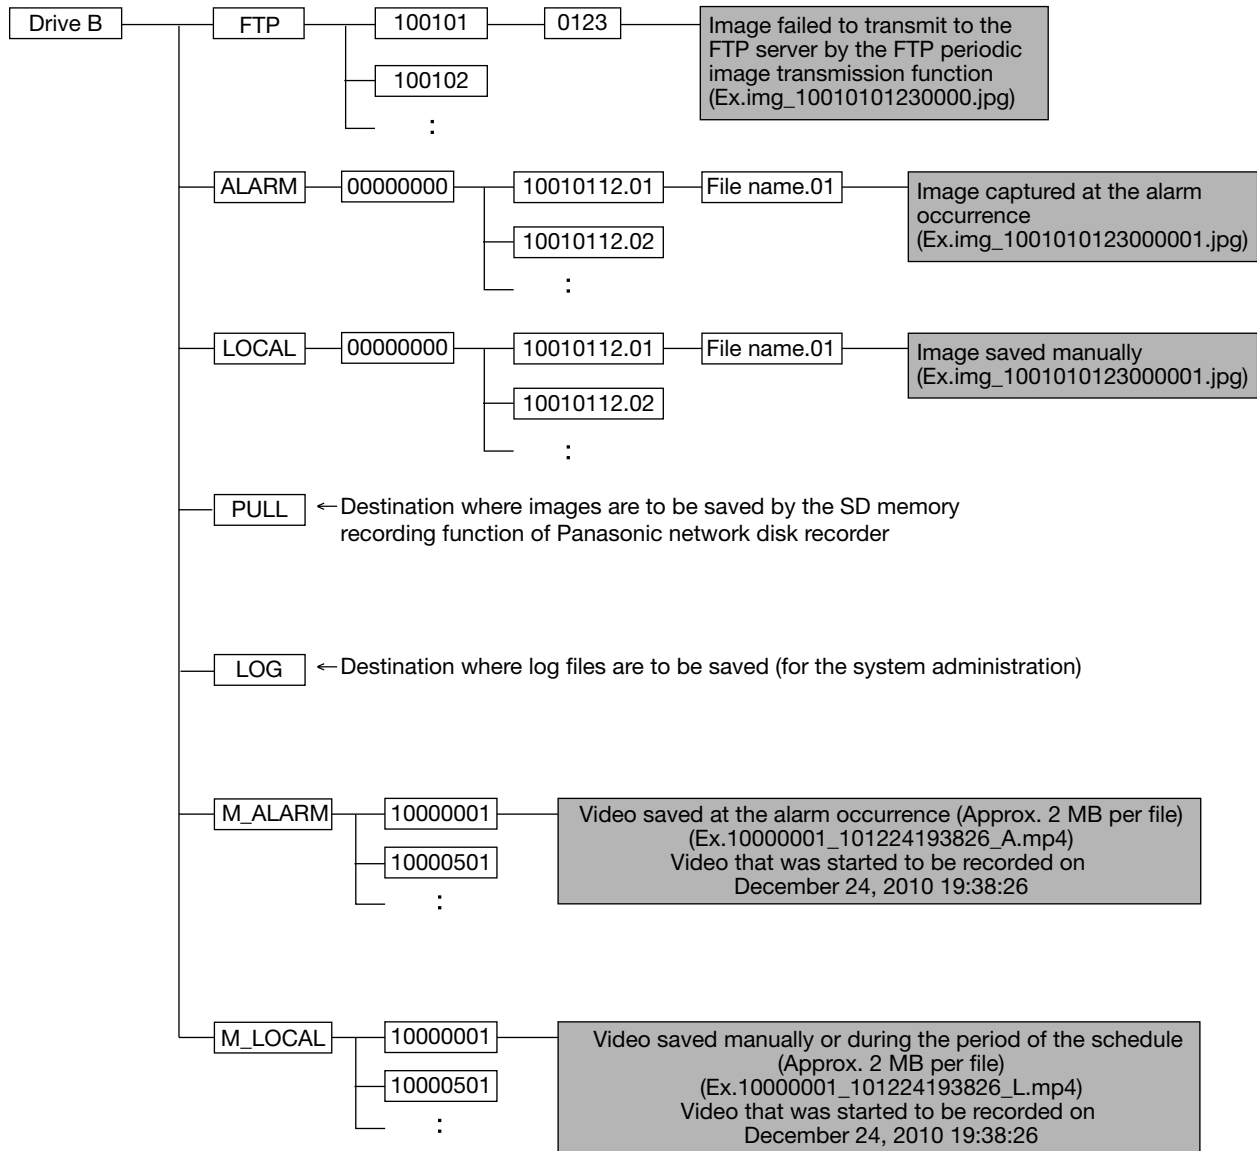 Drive B
FTP
100101
0123
Image failed to transmit to the
FTP server by the FTP periodic
image transmission function
(Ex.img_10010101230000.jpg)
100102
:
ALARM
00000000
10010112.01
File name.01
Image captured at the alarm
occurrence
(Ex.img_1001010123000001.jpg)
10010112.02
:
LOCAL
00000000
10010112.01
File name.01
Image saved manually
(Ex.img_1001010123000001.jpg)
10010112.02
:
PULL
← Destination where images are to be saved by the SD memory
recording function of Panasonic network disk recorder
LOG
← Destination where log files are to be saved (for the system administration)
M_ALARM
10000001
Video saved at the alarm occurrence (Approx. 2 MB per file)
(Ex.10000001_101224193826_A.mp4)
Video that was started to be recorded on
December 24, 2010 19:38:26
10000501
:
M_LOCAL
10000001
Video saved manually or during the period of the schedule
(Approx. 2 MB per file)
(Ex.10000001_101224193826_L.mp4)
Video that was started to be recorded on
December 24, 2010 19:38:26
10000501
: